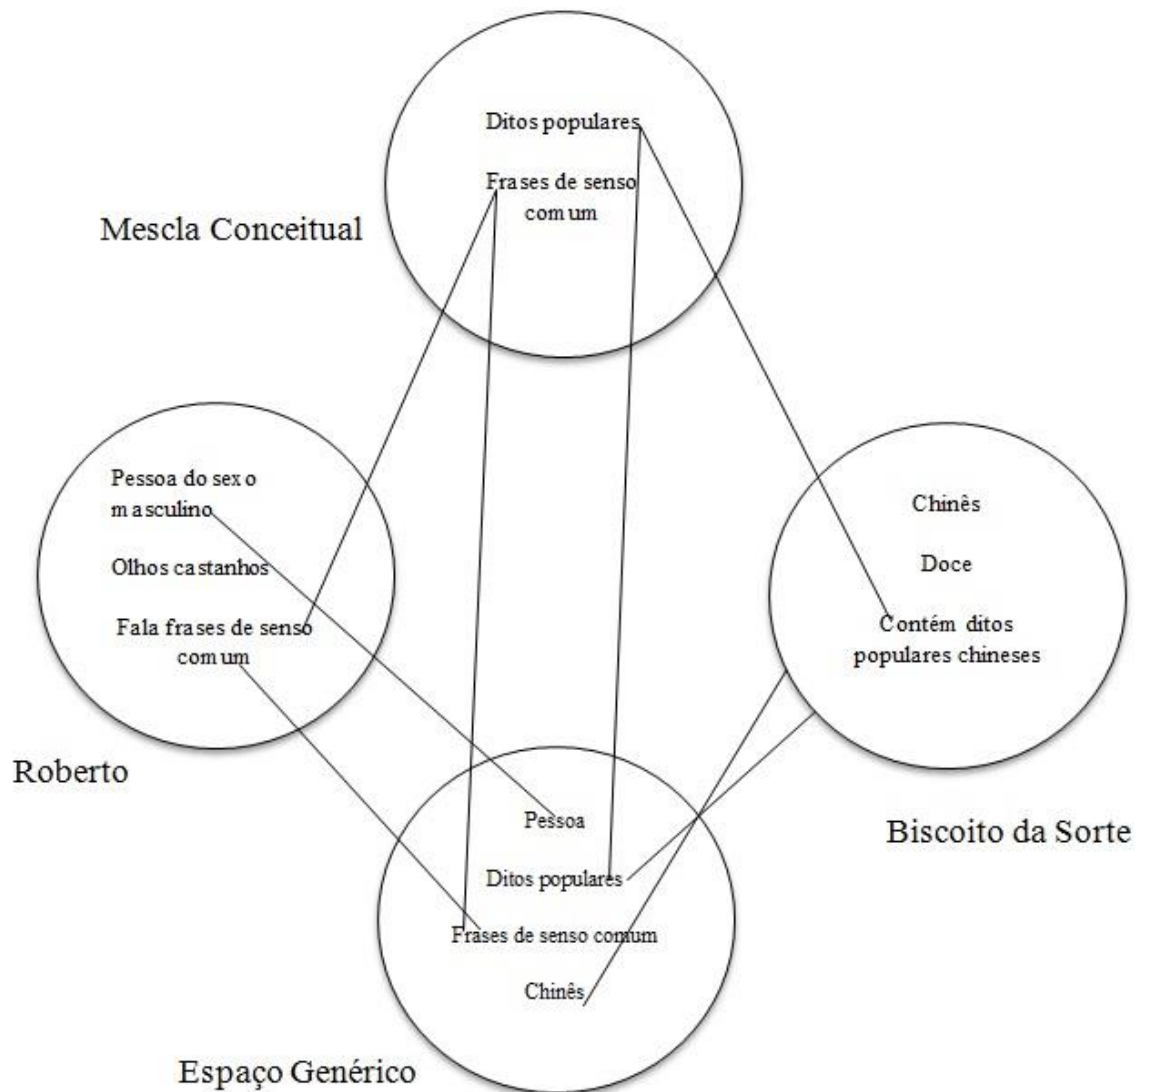 Ditos populares
Frases de senso
comum
Mescla Conceitual
Pessoa do sexo
masculino
Olhos castanhos
Fala frases de senso
comum
Roberto
Chinês
Doce
Contém ditos
populares chineses
Biscoito da Sorte
Pessoa
Ditos populares
Frases de senso comum
Chinês
Espaço Genérico